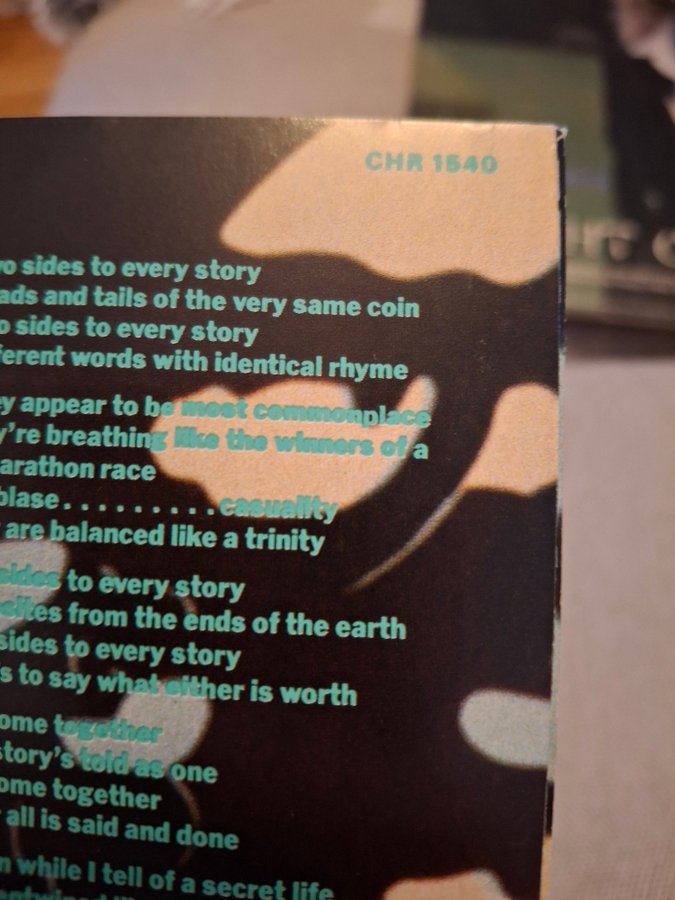 CHR 1540
vo sides to every story
ads and tails of the very same coin
o sides to every story
ferent words with identical rhyme
ey appear to be most commonplace
y're breathing like the winners of a
arathon race
blase.........casuality
are balanced like a trinity
sides to every story
sites from the ends of the earth
sides to every story
s to say what either is worth
ome together
story's told as one
ome together
all is said and done
n while I tell of a secret life